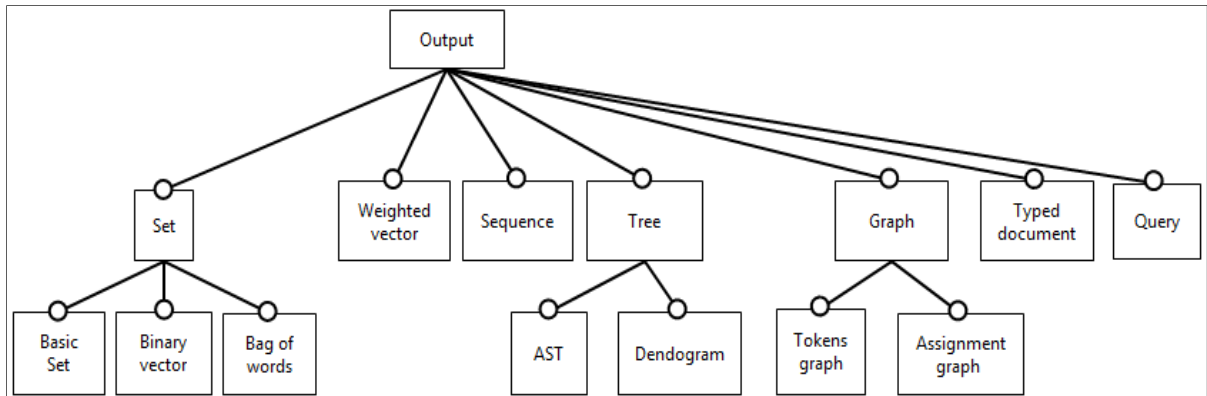 Output
Set
Weighted
vector
Sequence
Tree
Graph
Typed
document
Query
Basic
Set
Binary
vector
Bag of
words
AST
Dendogram
Tokens
graph
Assignment
graph